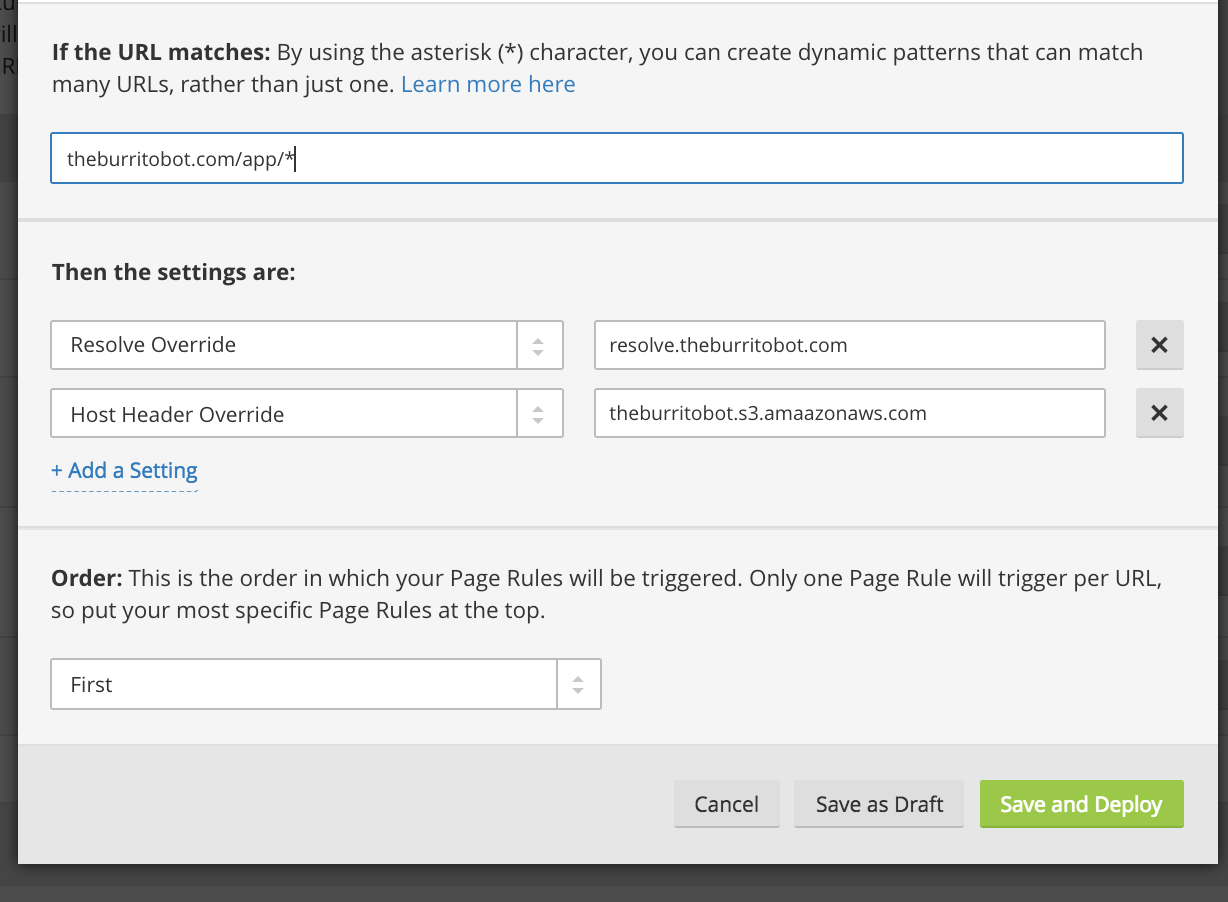 ill
R
If the URL matches: By using the asterisk (*) character, you can create dynamic patterns that can match
many URLs, rather than just one. Learn more here
theburritobot.com/app/*
Then the settings are:
Resolve Override
resolve.theburritobot.com
Host Header Override
theburritobot.s3.amaazonaws.com
+ Add a Setting
Order: This is the order in which your Page Rules will be triggered. Only one Page Rule will trigger per URL,
so put your most specific Page Rules at the top.
First
Cancel
Save as Draft
Save and Deploy